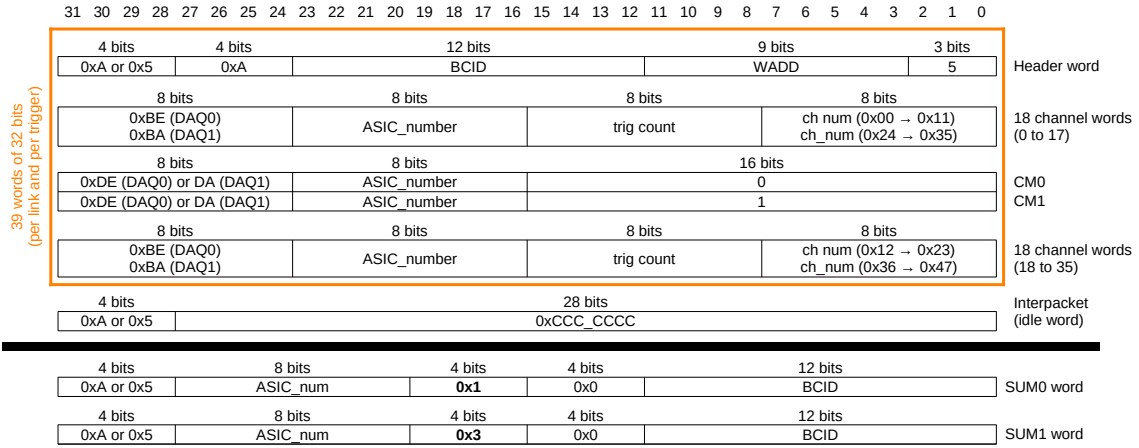 31 30 29 28 27 26 25 24 23 22 21 20 19 18 17 16 15 14 13 12 11 10 9 8 7 6 5 4 3 2 1 0
39 words of 32 bits
(per link and per trigger)
4 bits 4 bits 12 bits 9 bits 3 bits
0xA or 0x5 0xA BCID WADD 5 Header word
8 bits 8 bits 8 bits 8 bits
0xBE (DAQ0) ch num (0x00 → 0x11) 18 channel words
ASIC_number trig count
0xBA (DAQ1) ch_num (0x24 → 0x35) (0 to 17)
8 bits 8 bits 16 bits
0xDE (DAQ0) or DA (DAQ1) ASIC_number 0 CM0
0xDE (DAQ0) or DA (DAQ1) ASIC_number 1 CM1
8 bits 8 bits 8 bits 8 bits
0xBE (DAQ0) ch num (0x12 → 0x23) 18 channel words
ASIC_number trig count
0xBA (DAQ1) ch_num (0x36 → 0x47) (18 to 35)
4 bits 28 bits Interpacket
0xA or 0x5 0xCCC_CCCC (idle word)
4 bits 8 bits 4 bits 4 bits 12 bits
0xA or 0x5 ASIC_num 0x1 0x0 BCID SUM0 word
4 bits 8 bits 4 bits 4 bits 12 bits
0xA or 0x5 ASIC_num 0x3 0x0 BCID SUM1 word